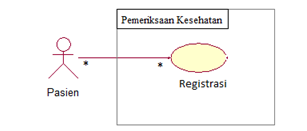 Pemeriksaan Kesehatan
*
*
Pasien
Registrasi